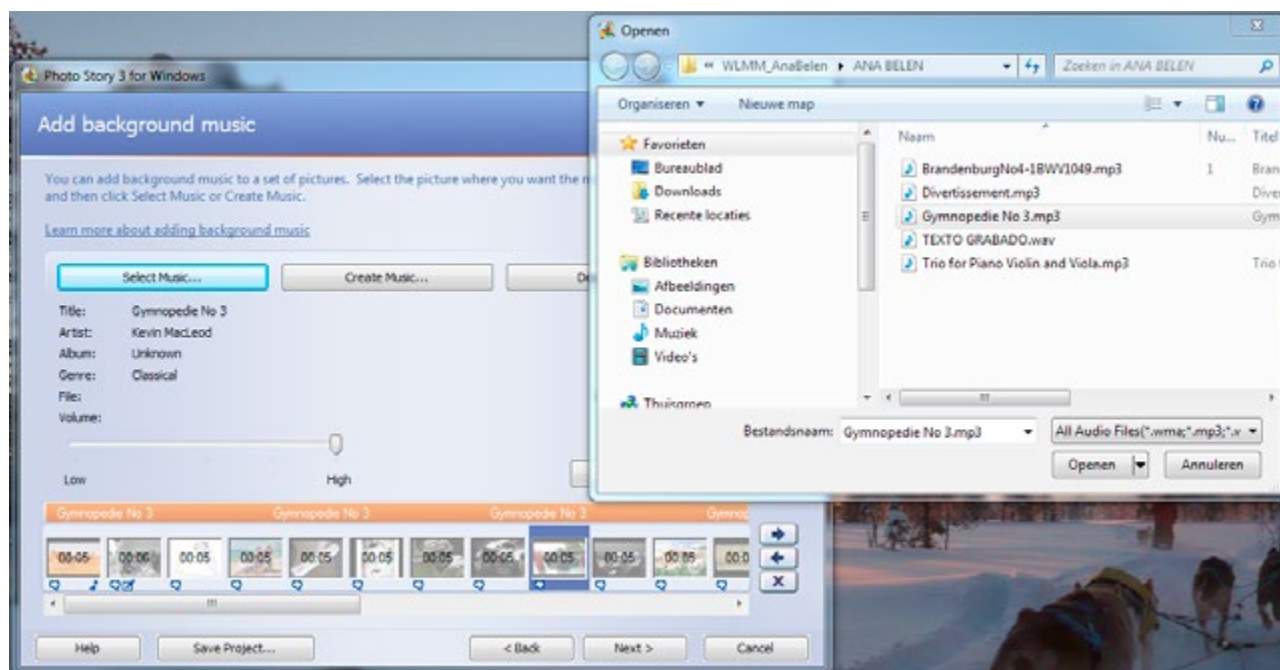 Photo Story 3 for Windows
Add background music
You can add background music to a set of pictures. Select the picture where you want the
and then click Select Music or Create Music.
Learn more about adding background music
Select Music...
Create Music...
Title: Gymnopedie No 3
Artist: Kevin MacLeod
Album: Unknown
Genre: Classical
File:
Volume:
Low
High
Gymnopedie No 3 Gymnopedie No 3 Gymnopedie No 3
00:05 00:06 00:05 00:05 00:05 00:05 00:05 00:05 00:05 00:05 00:05 00:0
Help
Save Project...
< Back
Next >
Cancel
Openen
« WLMM_AnaBelen ANA BELEN
Zoeken in ANA BELEN
Organiseren
Nieuwe map
Favorieten
Bureaublad
Downloads
Recente locaties
Bibliotheken
Afbeeldingen
Documenten
Muziek
Video's
Thuisgroep
Naam Nu... Titel
BrandenburgNo4-1BWV1049.mp3 1 Bran
Divertissement.mp3 Dive
Gymnopedie No 3.mp3 Gym
TEXTO GRABADO.wav
Trio for Piano Violin and Viola.mp3 Trio
Bestandsnaam: Gymnopedie No 3.mp3
All Audio Files(*.wma;*.mp3;*.v
Openen
Annuleren